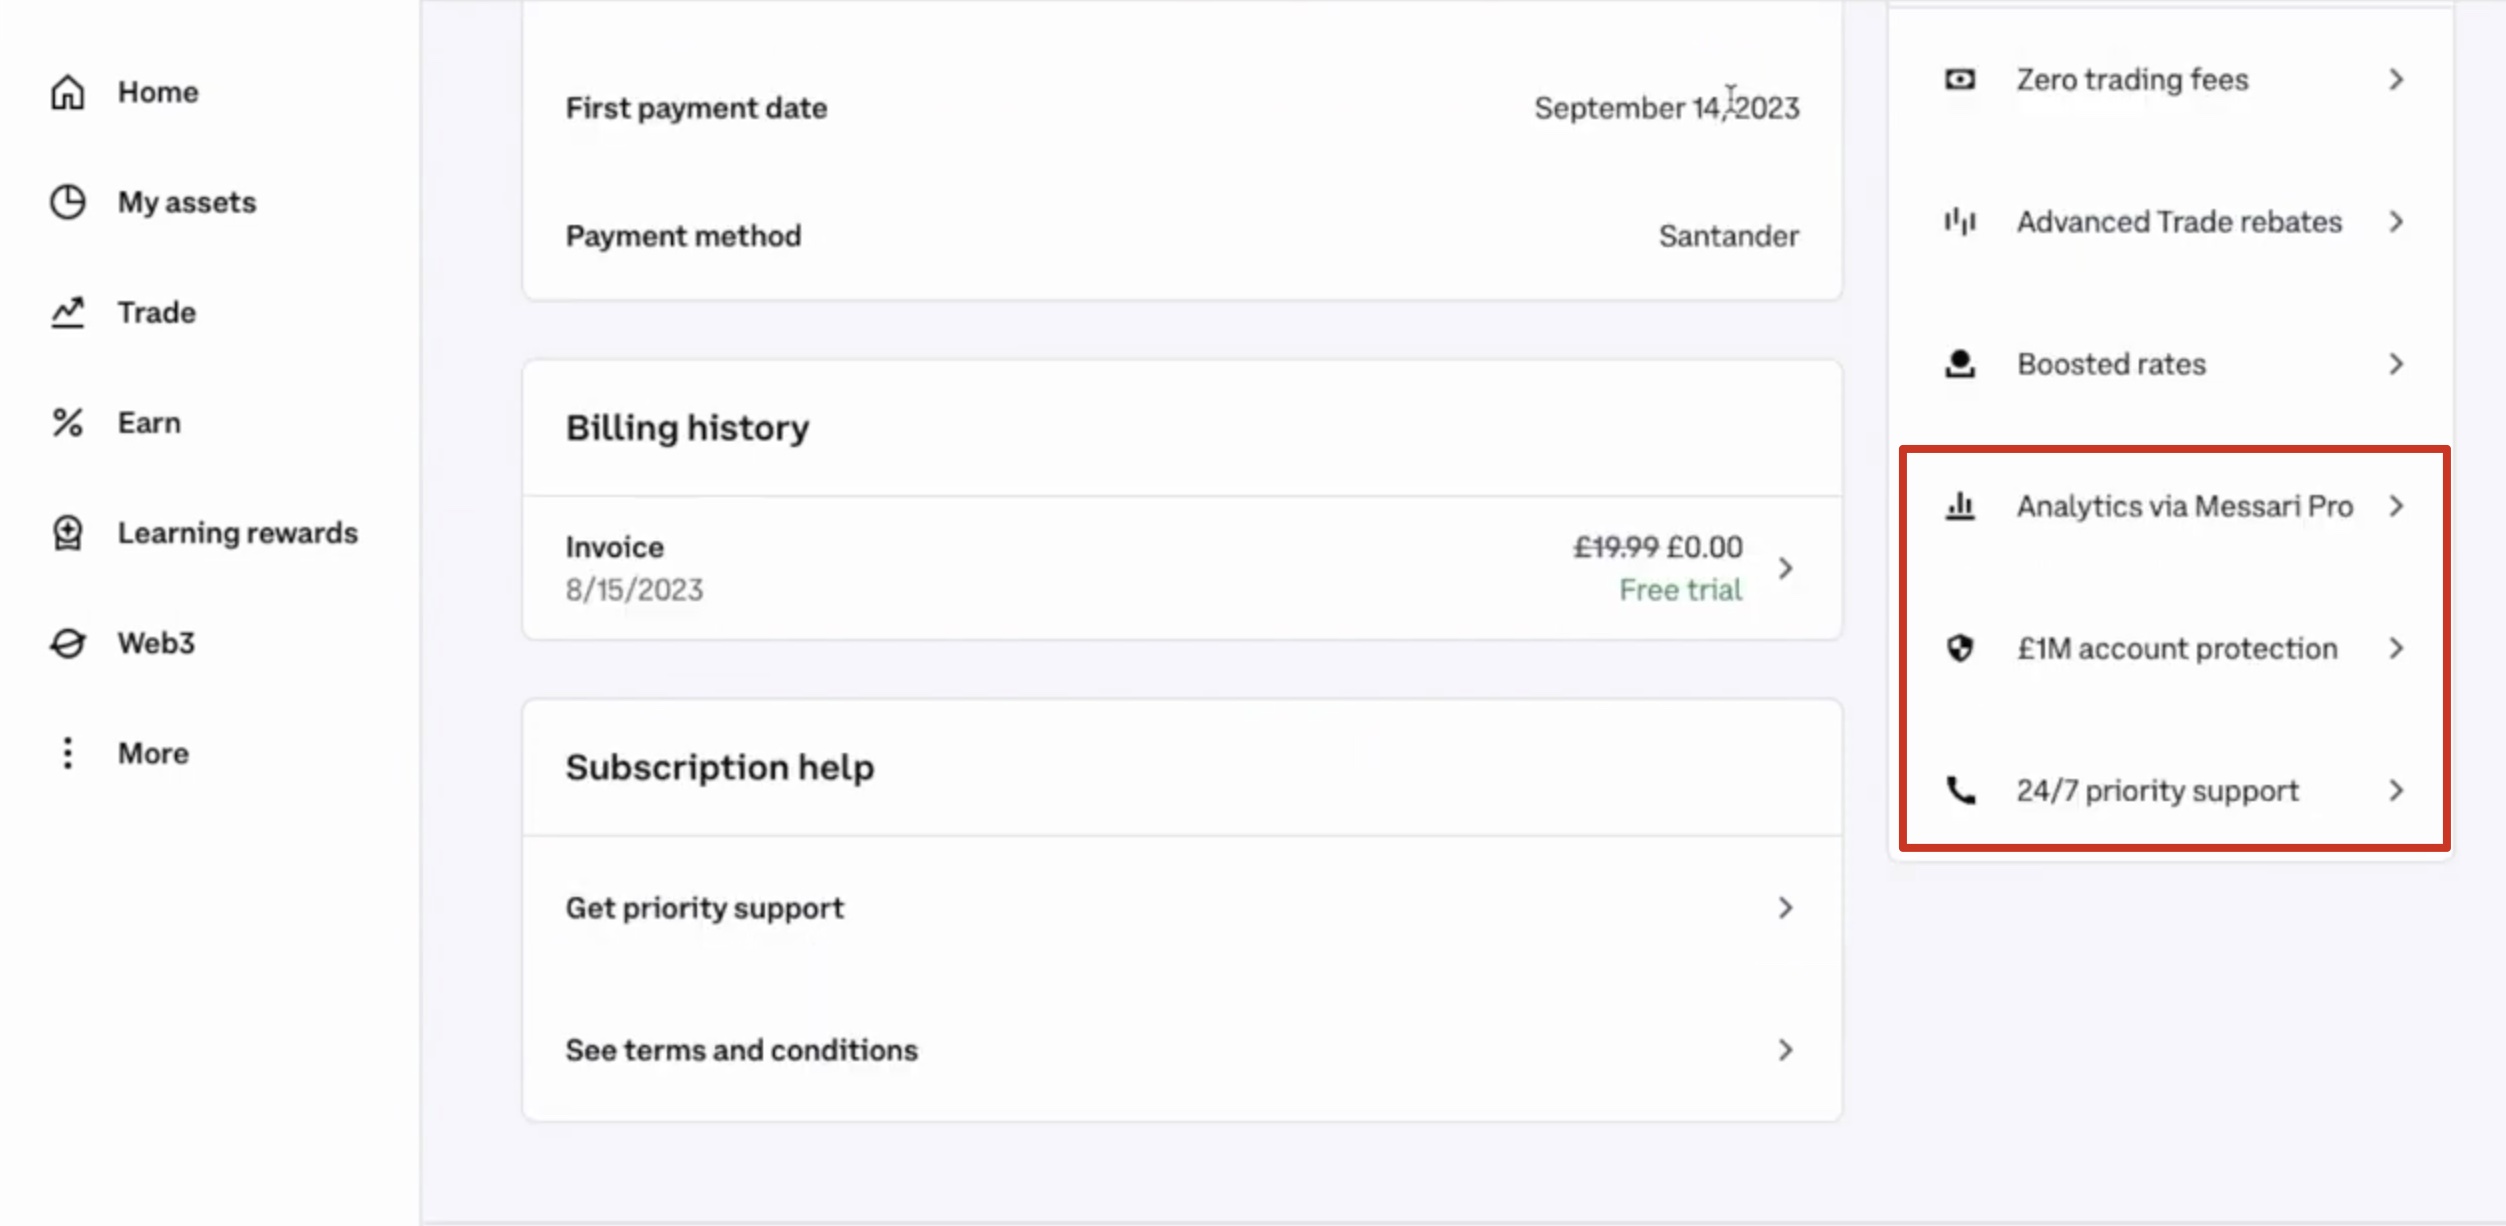 Home
My assets
Trade
Earn
Learning rewards
Web3
More
First payment date
September 14, 2023
Payment method
Santander
Billing history
Invoice
£19.99 £0.00
8/15/2023
Free trial
Subscription help
Get priority support
See terms and conditions
Zero trading fees
Advanced Trade rebates
Boosted rates
Analytics via Messari Pro
£1M account protection
24/7 priority support